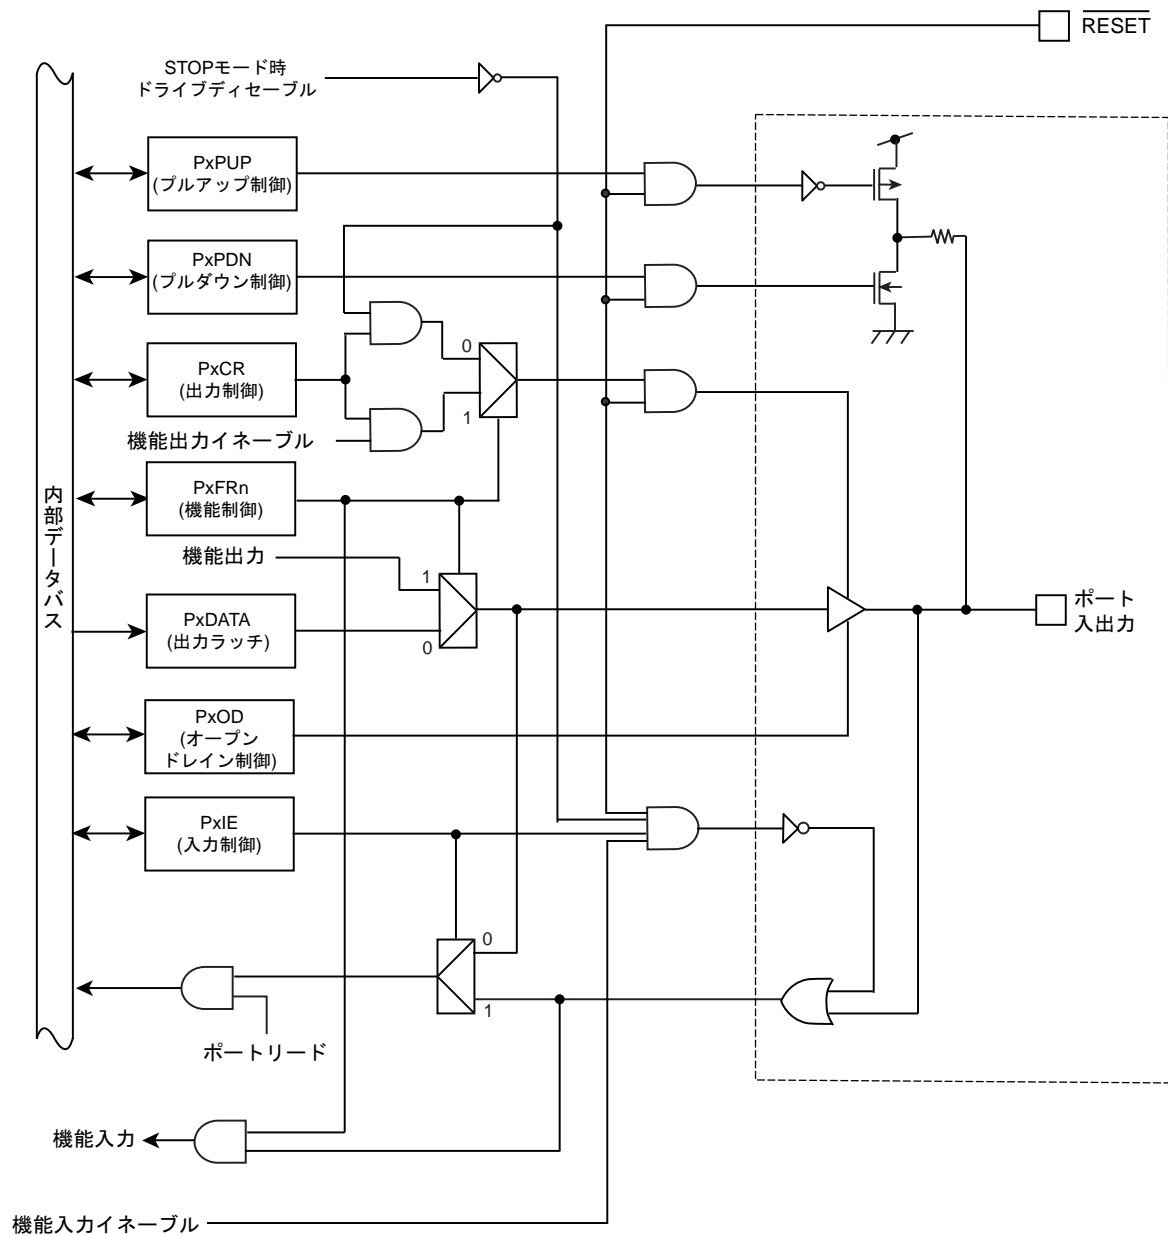 RESET
STOPモード時
ドライブディセーブル
PxPUP
(プルアップ制御)
PxPDN
(プルダウン制御)
PxCR
(出力制御)
0
1
機能出力イネーブル
PxFRn
(機能制御)
機能出力
1
0
内部データバス
PxDATA
(出力ラッチ)
ポート
入出力
PxOD
(オープン
ドレイン制御)
PxIE
(入力制御)
0
1
ポートリード
機能入力
機能入力イネーブル